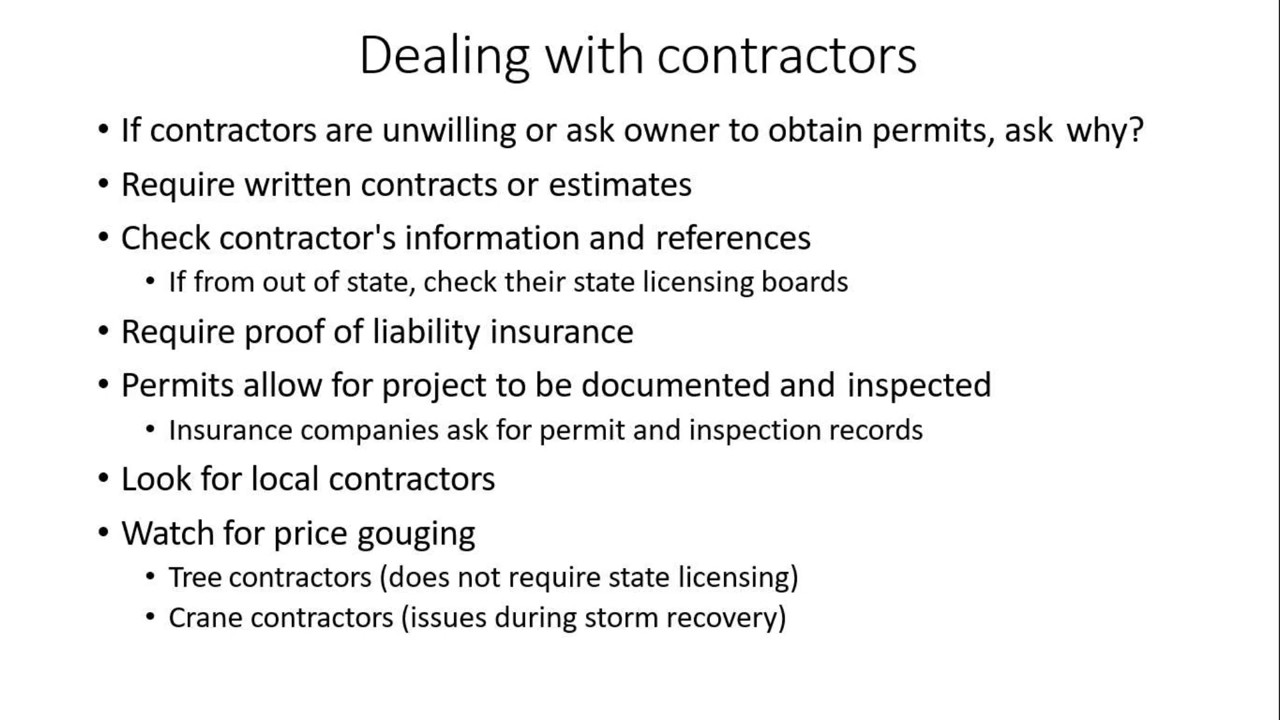 Dealing with contractors
• If contractors are unwilling or ask owner to obtain permits, ask why?
• Require written contracts or estimates
• Check contractor's information and references
• If from out of state, check their state licensing boards
• Require proof of liability insurance
• Permits allow for project to be documented and inspected
• Insurance companies ask for permit and inspection records
• Look for local contractors
• Watch for price gouging
• Tree contractors (does not require state licensing)
• Crane contractors (issues during storm recovery)